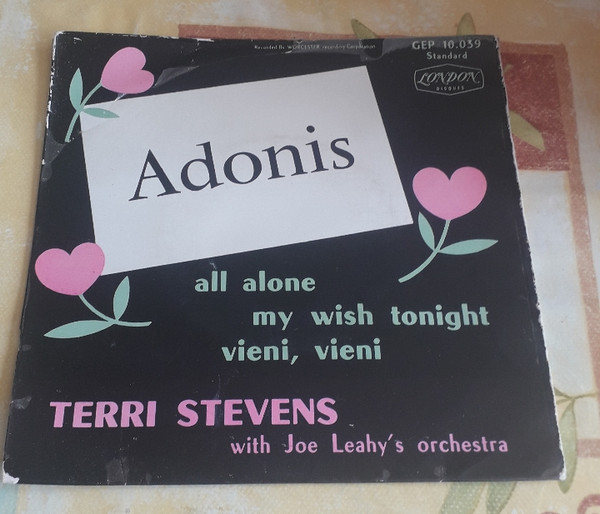 Recorded By WORCESTER recording Corporation
GEP 10.039
Standard
LONDON
DISQUES
Adonis
all alone
my wish tonight
vieni, vieni
TERRI STEVENS
with Joe Leahy's orchestra